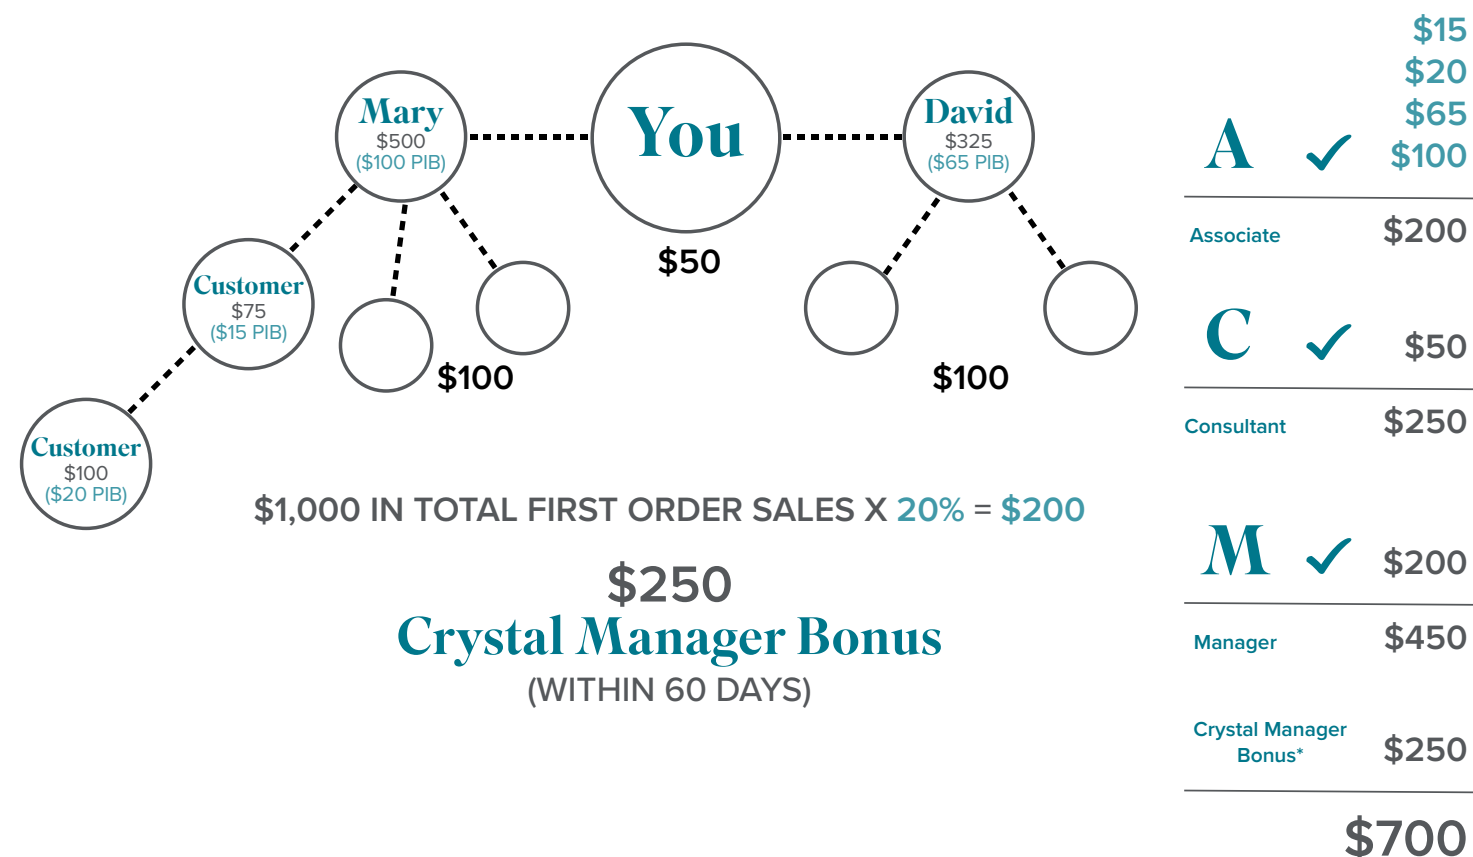 Mary
$500
($100 PIB)
You
$50
David
$325
($65 PIB)
Customer
$75
($15 PIB)
$100
$100
Customer
$100
($20 PIB)
$1,000 IN TOTAL FIRST ORDER SALES X 20% = $200
$250
Crystal Manager Bonus
(WITHIN 60 DAYS)
$15
$20
$65
A $100
Associate $200
C $50
Consultant $250
M $200
Manager $450
Crystal Manager
Bonus* $250
$700